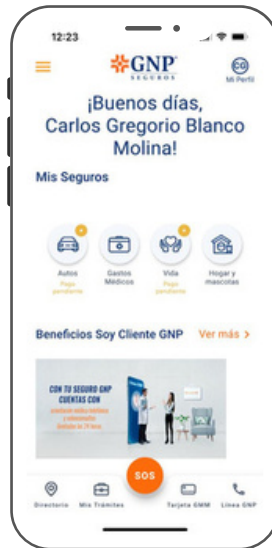 12:23
GNP
SEGUROS
CG
Mi Perfil
¡Buenos días,
Carlos Gregorio Blanco
Molina!
Mis Seguros
Autos
Pago
pendiente
Gastos
Médicos
Vida
Pago
pendiente
Hogar y
mascotas
Beneficios Soy Cliente GNP Ver más >
CON TU SEGURO GNP
CUENTAS CON
SOS
Directorio
Mis Trámites
Tarjeta GMM
Línea GNP